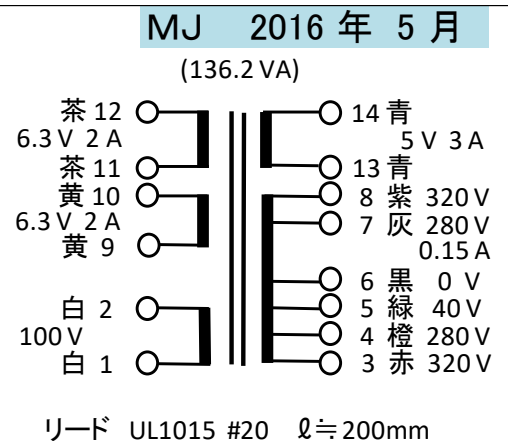 MJ 2016 年 5 月
(136.2 VA)
茶 12
6.3 V 2 A
茶 11
黄 10
6.3 V 2 A
黄 9
白 2
100 V
白 1
14 青
5 V 3 A
13 青
8 紫 320 V
7 灰 280 V
0.15 A
6 黒 0 V
5 緑 40 V
4 橙 280 V
3 赤 320 V
リード UL1015 #20 ℓ≒200mm